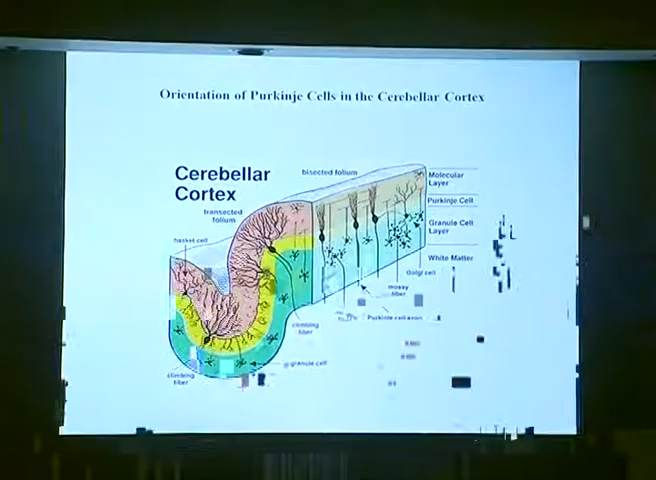 Orientation of Purkinje Cells in the Cerebellar Cortex
Cerebellar
Cortex
bisected folium
transected
folium
basket cell
Molecular
Layer
Purkinje Cell
Granule Cell
Layer
White Matter
Golgi cell
mossy
fiber
Purkinje cell axon
climbing
fiber
granule cell
climbing
fiber